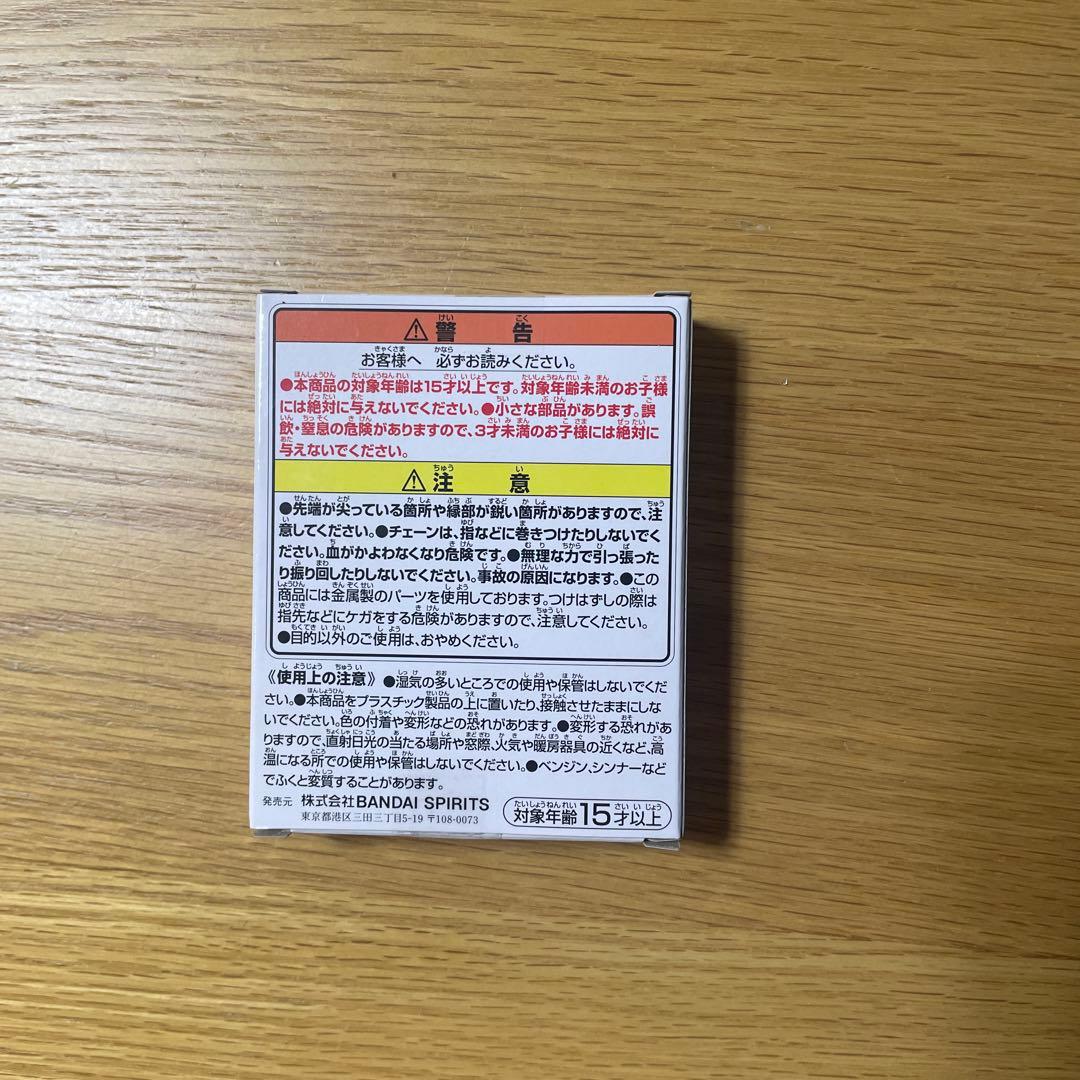 ⚠警告
お客様へ 必ずお読みください。
●本商品の対象年齢は15才以上です。対象年齢未満のお子様
には絶対に与えないでください。●小さな部品があります。誤
飲・窒息の危険がありますので、3才未満のお子様には絶対に
与えないでください。
⚠注意
●先端が尖っている箇所や縁部が鋭い箇所がありますので、注
意してください。●チェーンは、指などに巻きつけたりしないでく
ださい。血がかよわなくなり危険です。●無理な力で引っ張った
り振り回したりしないでください。事故の原因になります。●この
商品には金属製のパーツを使用しております。つけはずしの際は
指先などにケガをする危険がありますので、注意してください。
●目的以外のご使用は、おやめください。
《使用上の注意》●湿気の多いところでの使用や保管はしないでくだ
さい。●本商品をプラスチック製品の上に置いたり、接触させたままにしな
いでください。色の付着や変形などの恐れがあります。●変形する恐れがあ
りますので、直射日光の当たる場所や窓際、火気や暖房器具の近くなど、高
温になる所での使用や保管はしないでください。●ベンジン、シンナーなど
でふくと変質することがあります。
発売元 株式会社BANDAI SPIRITS
東京都港区三田三丁目5-19 〒108-0073
対象年齢15才以上